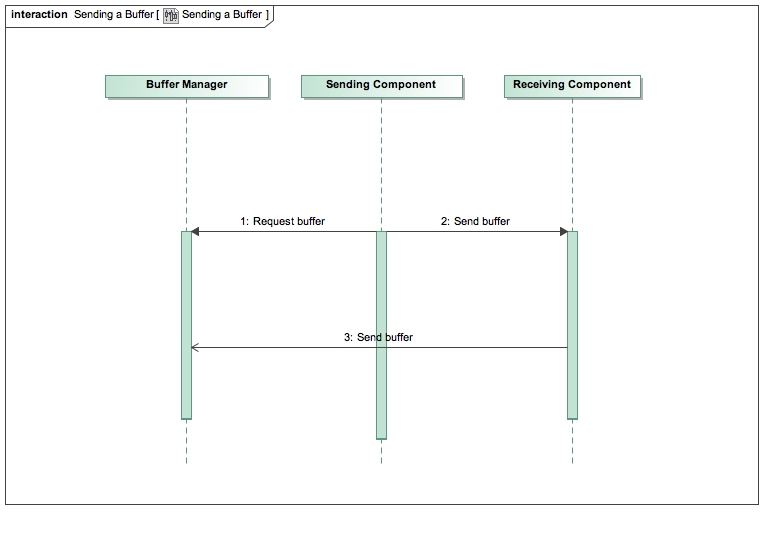 interaction Sending a Buffer [ Sending a Buffer ]
Buffer Manager
Sending Component
Receiving Component
1: Request buffer
2: Send buffer
3: Send buffer